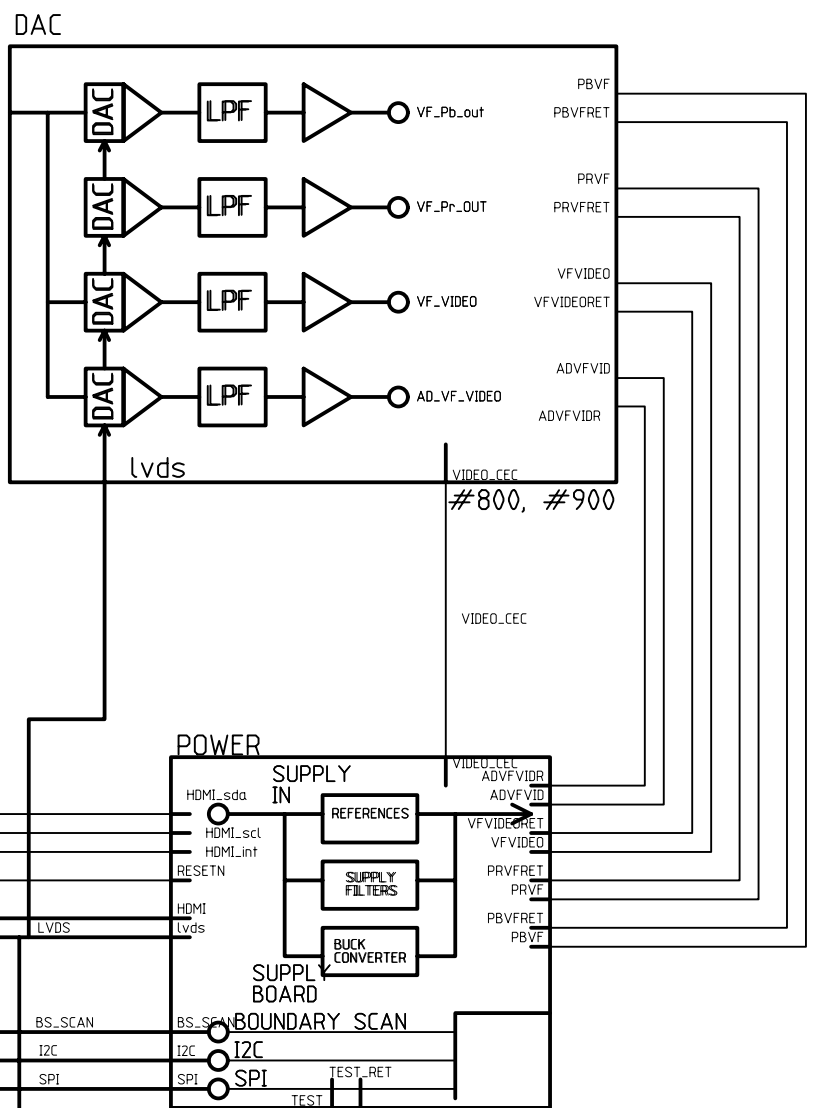 DAC
PBVF
DAC LPF VF_Pb_out PBVFRET
PRVF
DAC LPF VF_Pr_OUT PRVFRET
VFVIDEO
DAC LPF VF_VIDEO VFVIDEORET
ADVFVID
DAC LPF AD_VF_VIDEO
ADVFVIDR
lvds
VIDEO_CEC
#800, #900
VIDEO_CEC
POWER
VIDEO_CEC
SUPPLY
IN
ADVFVIDR
HDMI_sda
ADVFVID
REFERENCES
VFVIDEORET
HDMI_scl
VFVIDEO
HDMI_int
RESETN
PRVFRET
SUPPLY
FILTERS
PRVF
HDMI
PBVFRET
LVDS
lvds
PBVF
BUCK
CONVERTER
SUPPLY
BOARD
BS_SCAN
BS_SCAN
BOUNDARY SCAN
I2C
I2C
I2C
SPI
SPI
SPI
TEST_RET
TEST